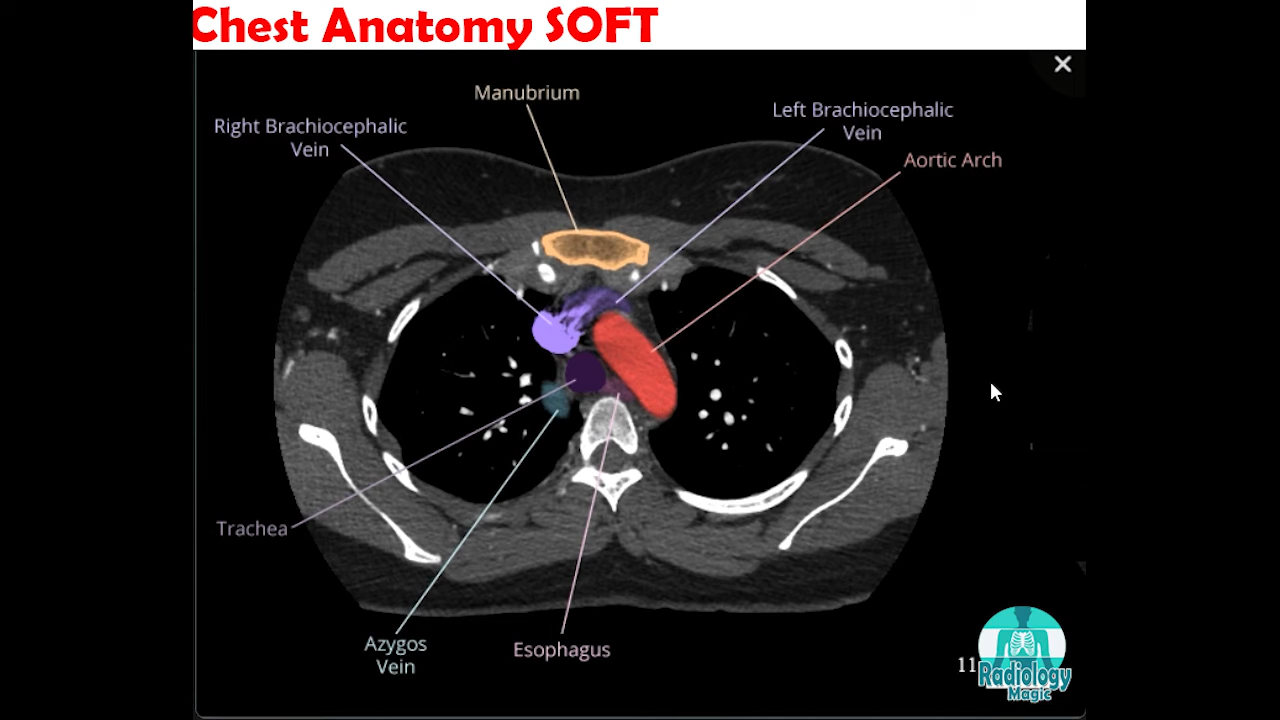 Chest Anatomy SOFT
Manubrium
Left Brachiocephalic
Vein
Right Brachiocephalic
Vein
Aortic Arch
Trachea
Azygos
Vein
Esophagus
11
Radiology
Magic